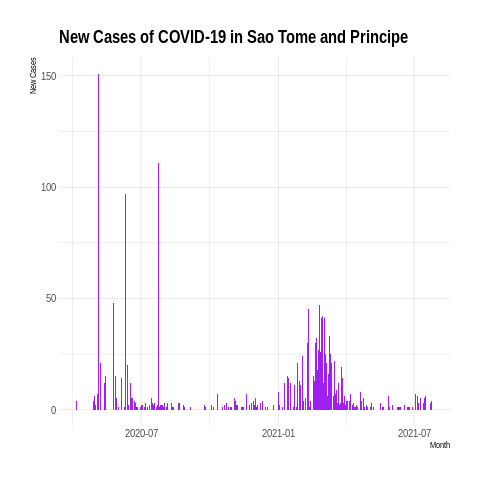 New Cases of COVID-19 in Sao Tome and Principe
New Cases
150
100
50
0
2020-07
2021-01
2021-07
Month